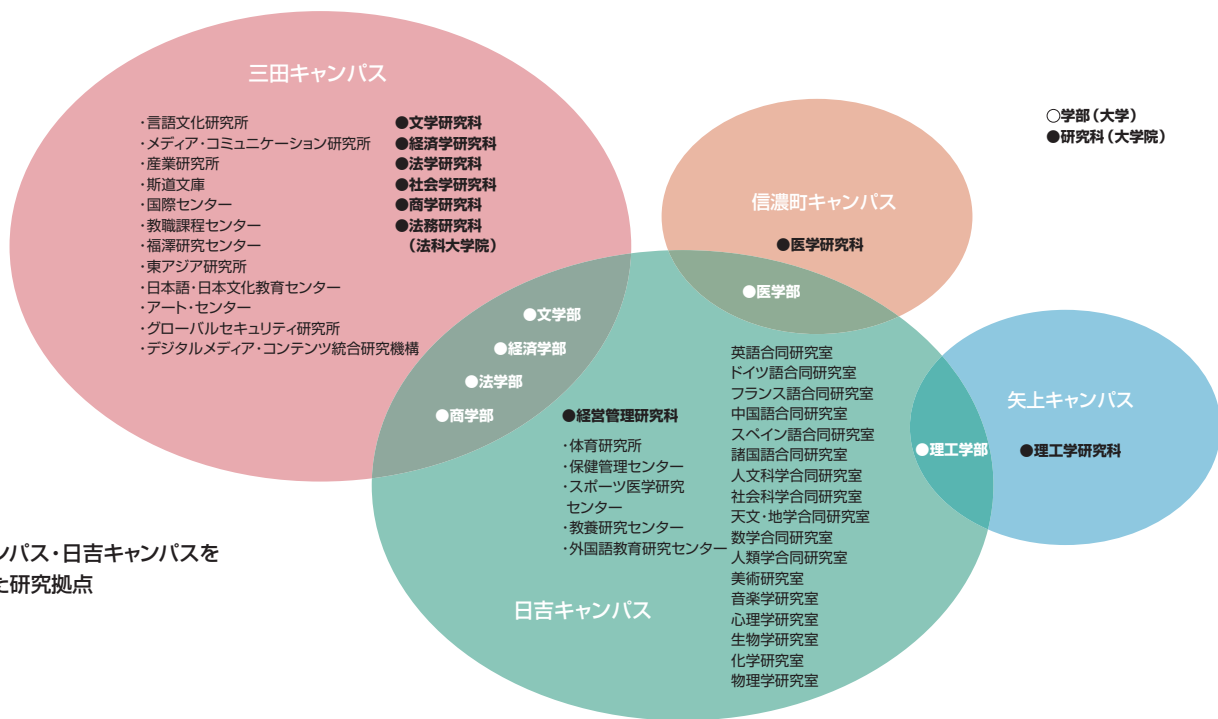 三田キャンパス
・言語文化研究所
・メディア・コミュニケーション研究所
・産業研究所
・斯道文庫
・国際センター
・教職課程センター
・福澤研究センター
・東アジア研究所
・日本語・日本文化教育センター
・アート・センター
・グローバルセキュリティ研究所
・デジタルメディア・コンテンツ統合研究機構
●文学研究科
●経済学研究科
●法学研究科
●社会学研究科
●商学研究科
●法務研究科
(法科大学院)
●文学部
●経済学部
●法学部
●商学部
信濃町キャンパス
●医学研究科
●医学部
○学部(大学)
●研究科(大学院)
矢上キャンパス
●理工学部
●理工学研究科
●経営管理研究科
・体育研究所
・保健管理センター
・スポーツ医学研究
センター
・教養研究センター
・外国語教育研究センター
英語合同研究室
ドイツ語合同研究室
フランス語合同研究室
中国語合同研究室
スペイン語合同研究室
諸国語合同研究室
人文科学合同研究室
社会科学合同研究室
天文・地学合同研究室
数学合同研究室
人類学合同研究室
美術研究室
音楽学研究室
心理学研究室
生物学研究室
化学研究室
物理学研究室
日吉キャンパス
ンパス・日吉キャンパスを
た研究拠点